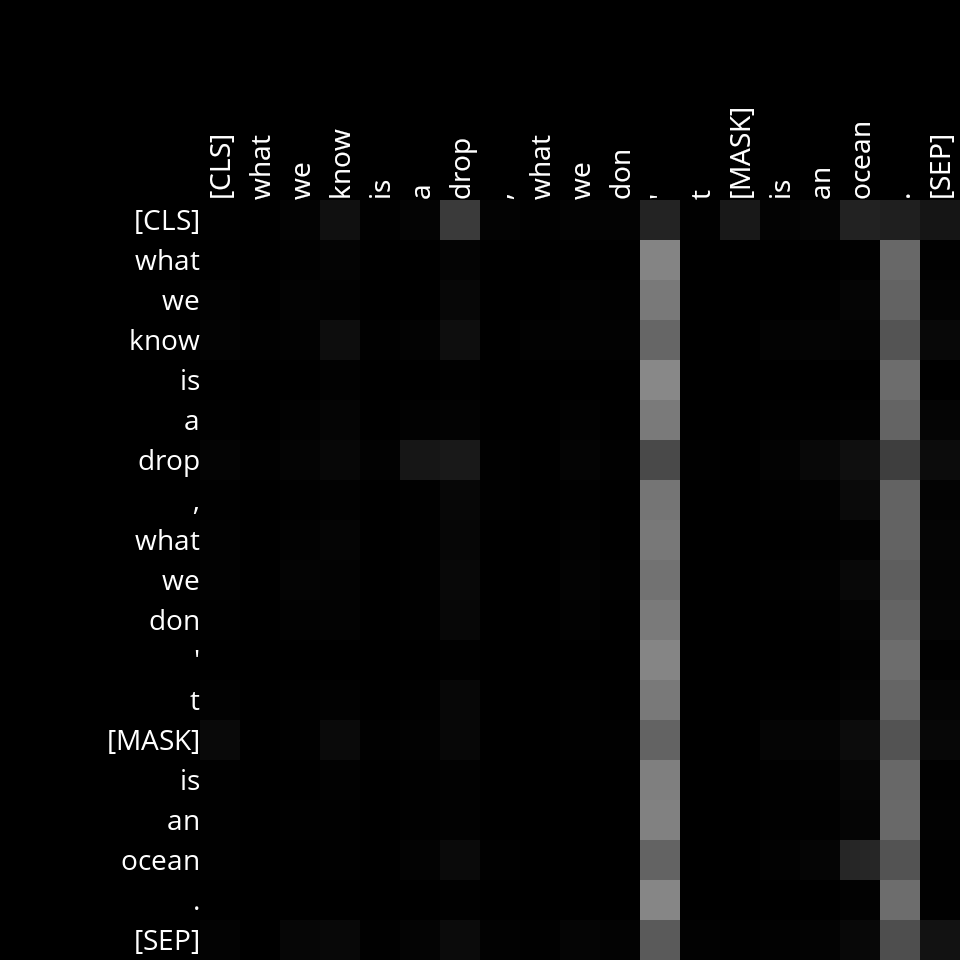 [CLS] what we know is a drop , what we don ' t [MASK] is an ocean . [SEP]
[CLS]
what
we
know
is
a
drop
,
what
we
don
'
t
[MASK]
is
an
ocean
.
[SEP]